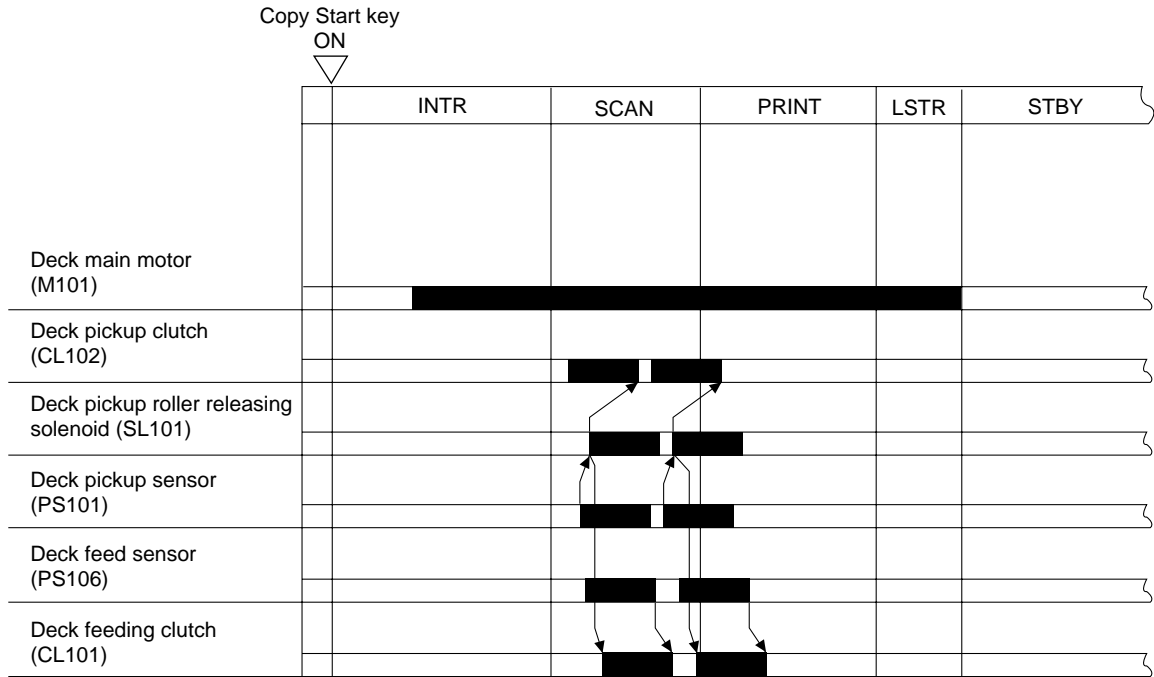 Copy Start key
ON
INTR
SCAN
PRINT
LSTR
STBY
Deck main motor
(M101)
Deck pickup clutch
(CL102)
Deck pickup roller releasing
solenoid (SL101)
Deck pickup sensor
(PS101)
Deck feed sensor
(PS106)
Deck feeding clutch
(CL101)